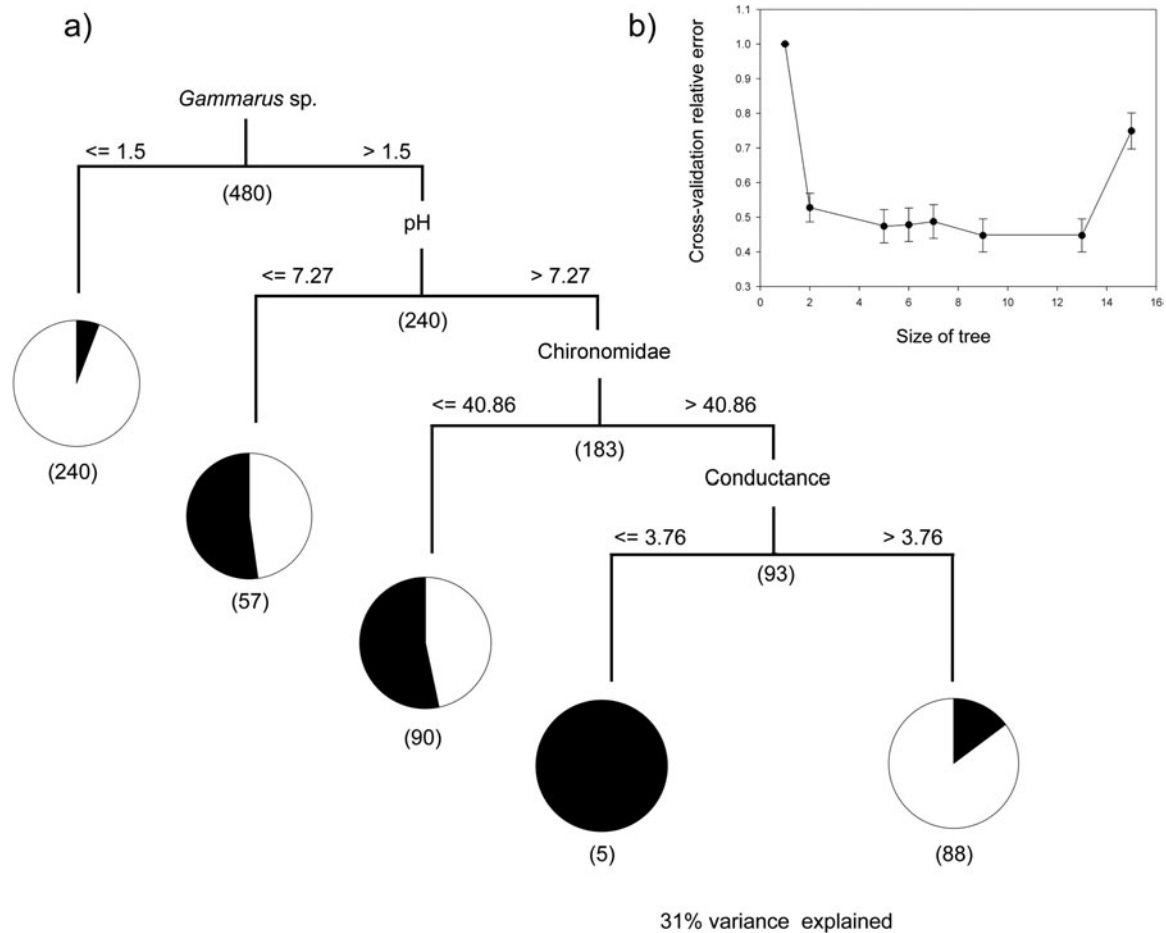 a)
Gammarus sp.
<= 1.5 > 1.5
(480)
pH
<= 7.27 > 7.27
(240)
Chironomidae
<= 40.86 > 40.86
(183)
Conductance
<= 3.76 > 3.76
(93)
(240)
(57)
(90)
(5)
(88)
31% variance explained
b)
Cross-validation relative error
1.1
1.0
0.9
0.8
0.7
0.6
0.5
0.4
0.3
0 2 4 6 8 10 12 14 16
Size of tree